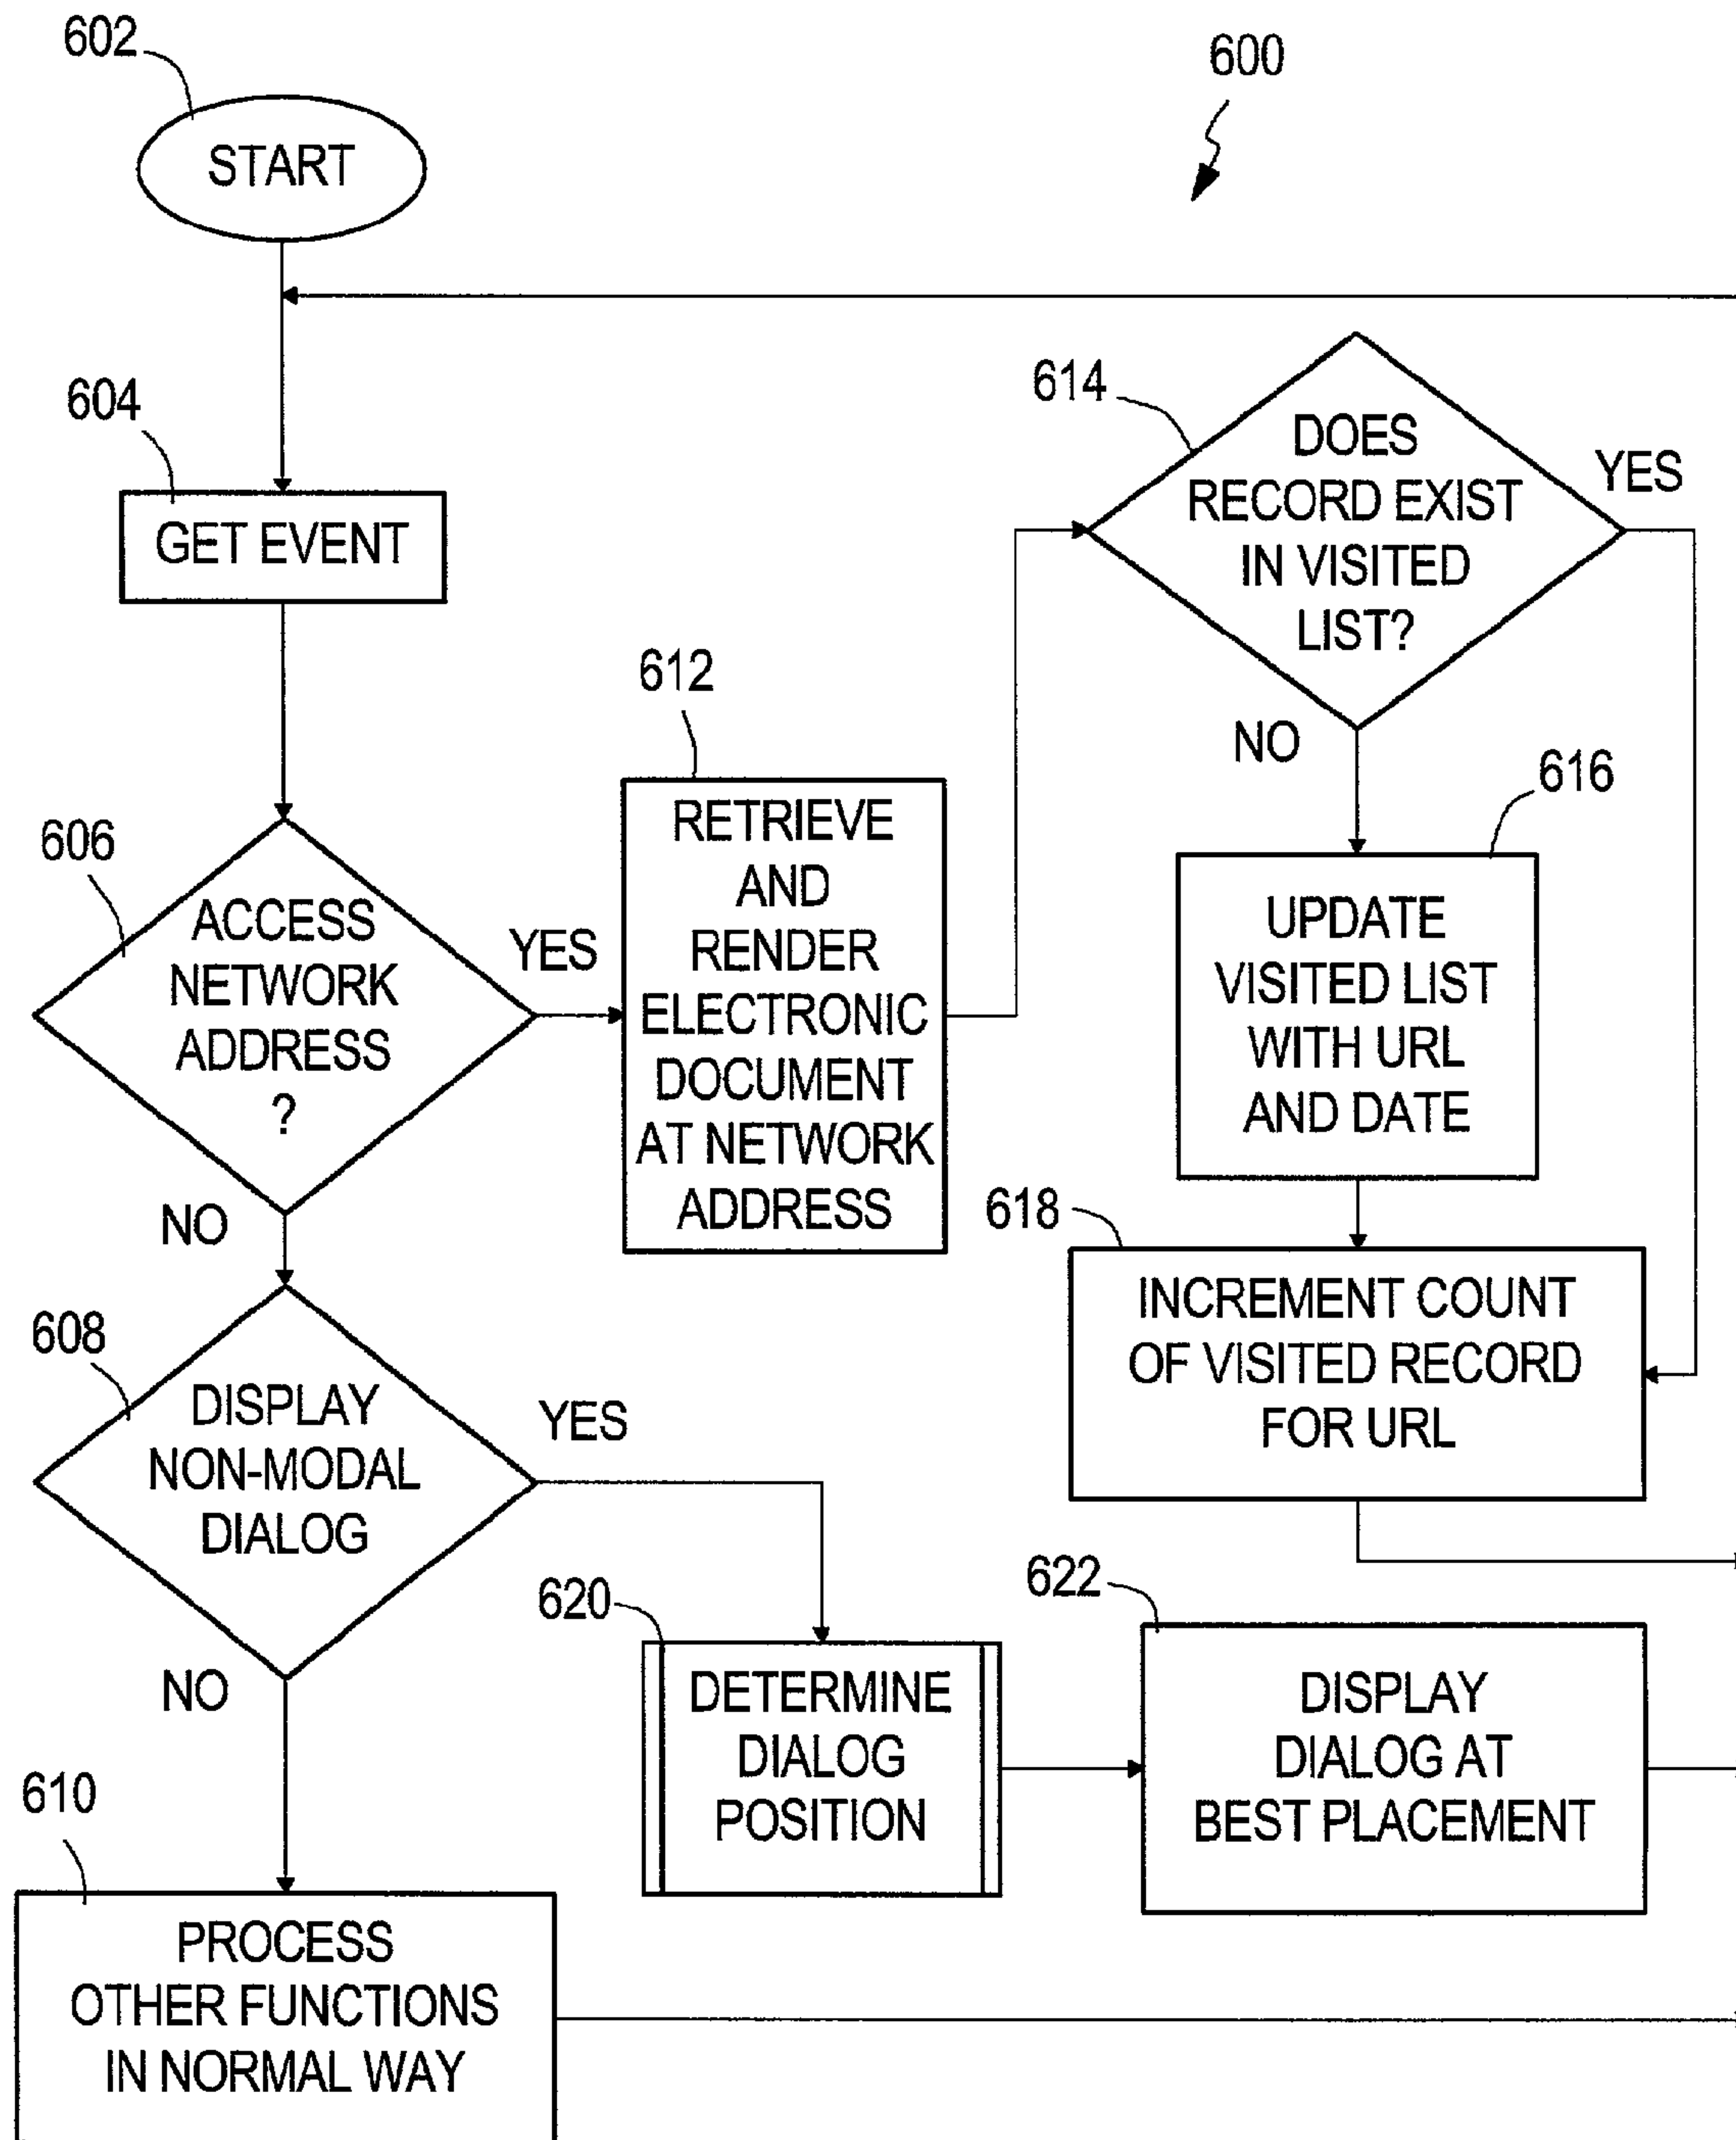 602
START
600
604
GET EVENT
606
ACCESS
NETWORK
ADDRESS
?
YES
NO
612
RETRIEVE
AND
RENDER
ELECTRONIC
DOCUMENT
AT NETWORK
ADDRESS
614
DOES
RECORD EXIST
IN VISITED
LIST?
YES
NO
616
UPDATE
VISITED LIST
WITH URL
AND DATE
618
INCREMENT COUNT
OF VISITED RECORD
FOR URL
608
DISPLAY
NON-MODAL
DIALOG
YES
NO
620
DETERMINE
DIALOG
POSITION
622
DISPLAY
DIALOG AT
BEST PLACEMENT
610
PROCESS
OTHER FUNCTIONS
IN NORMAL WAY